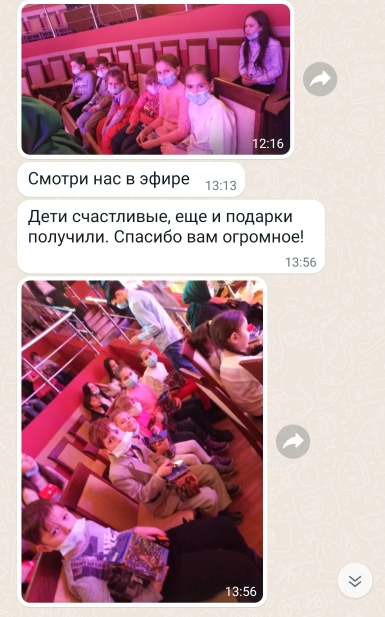 12:16
Смотри нас в эфире
13:13
Дети счастливые, еще и подарки
получили. Спасибо вам огромное!
13:56
13:56